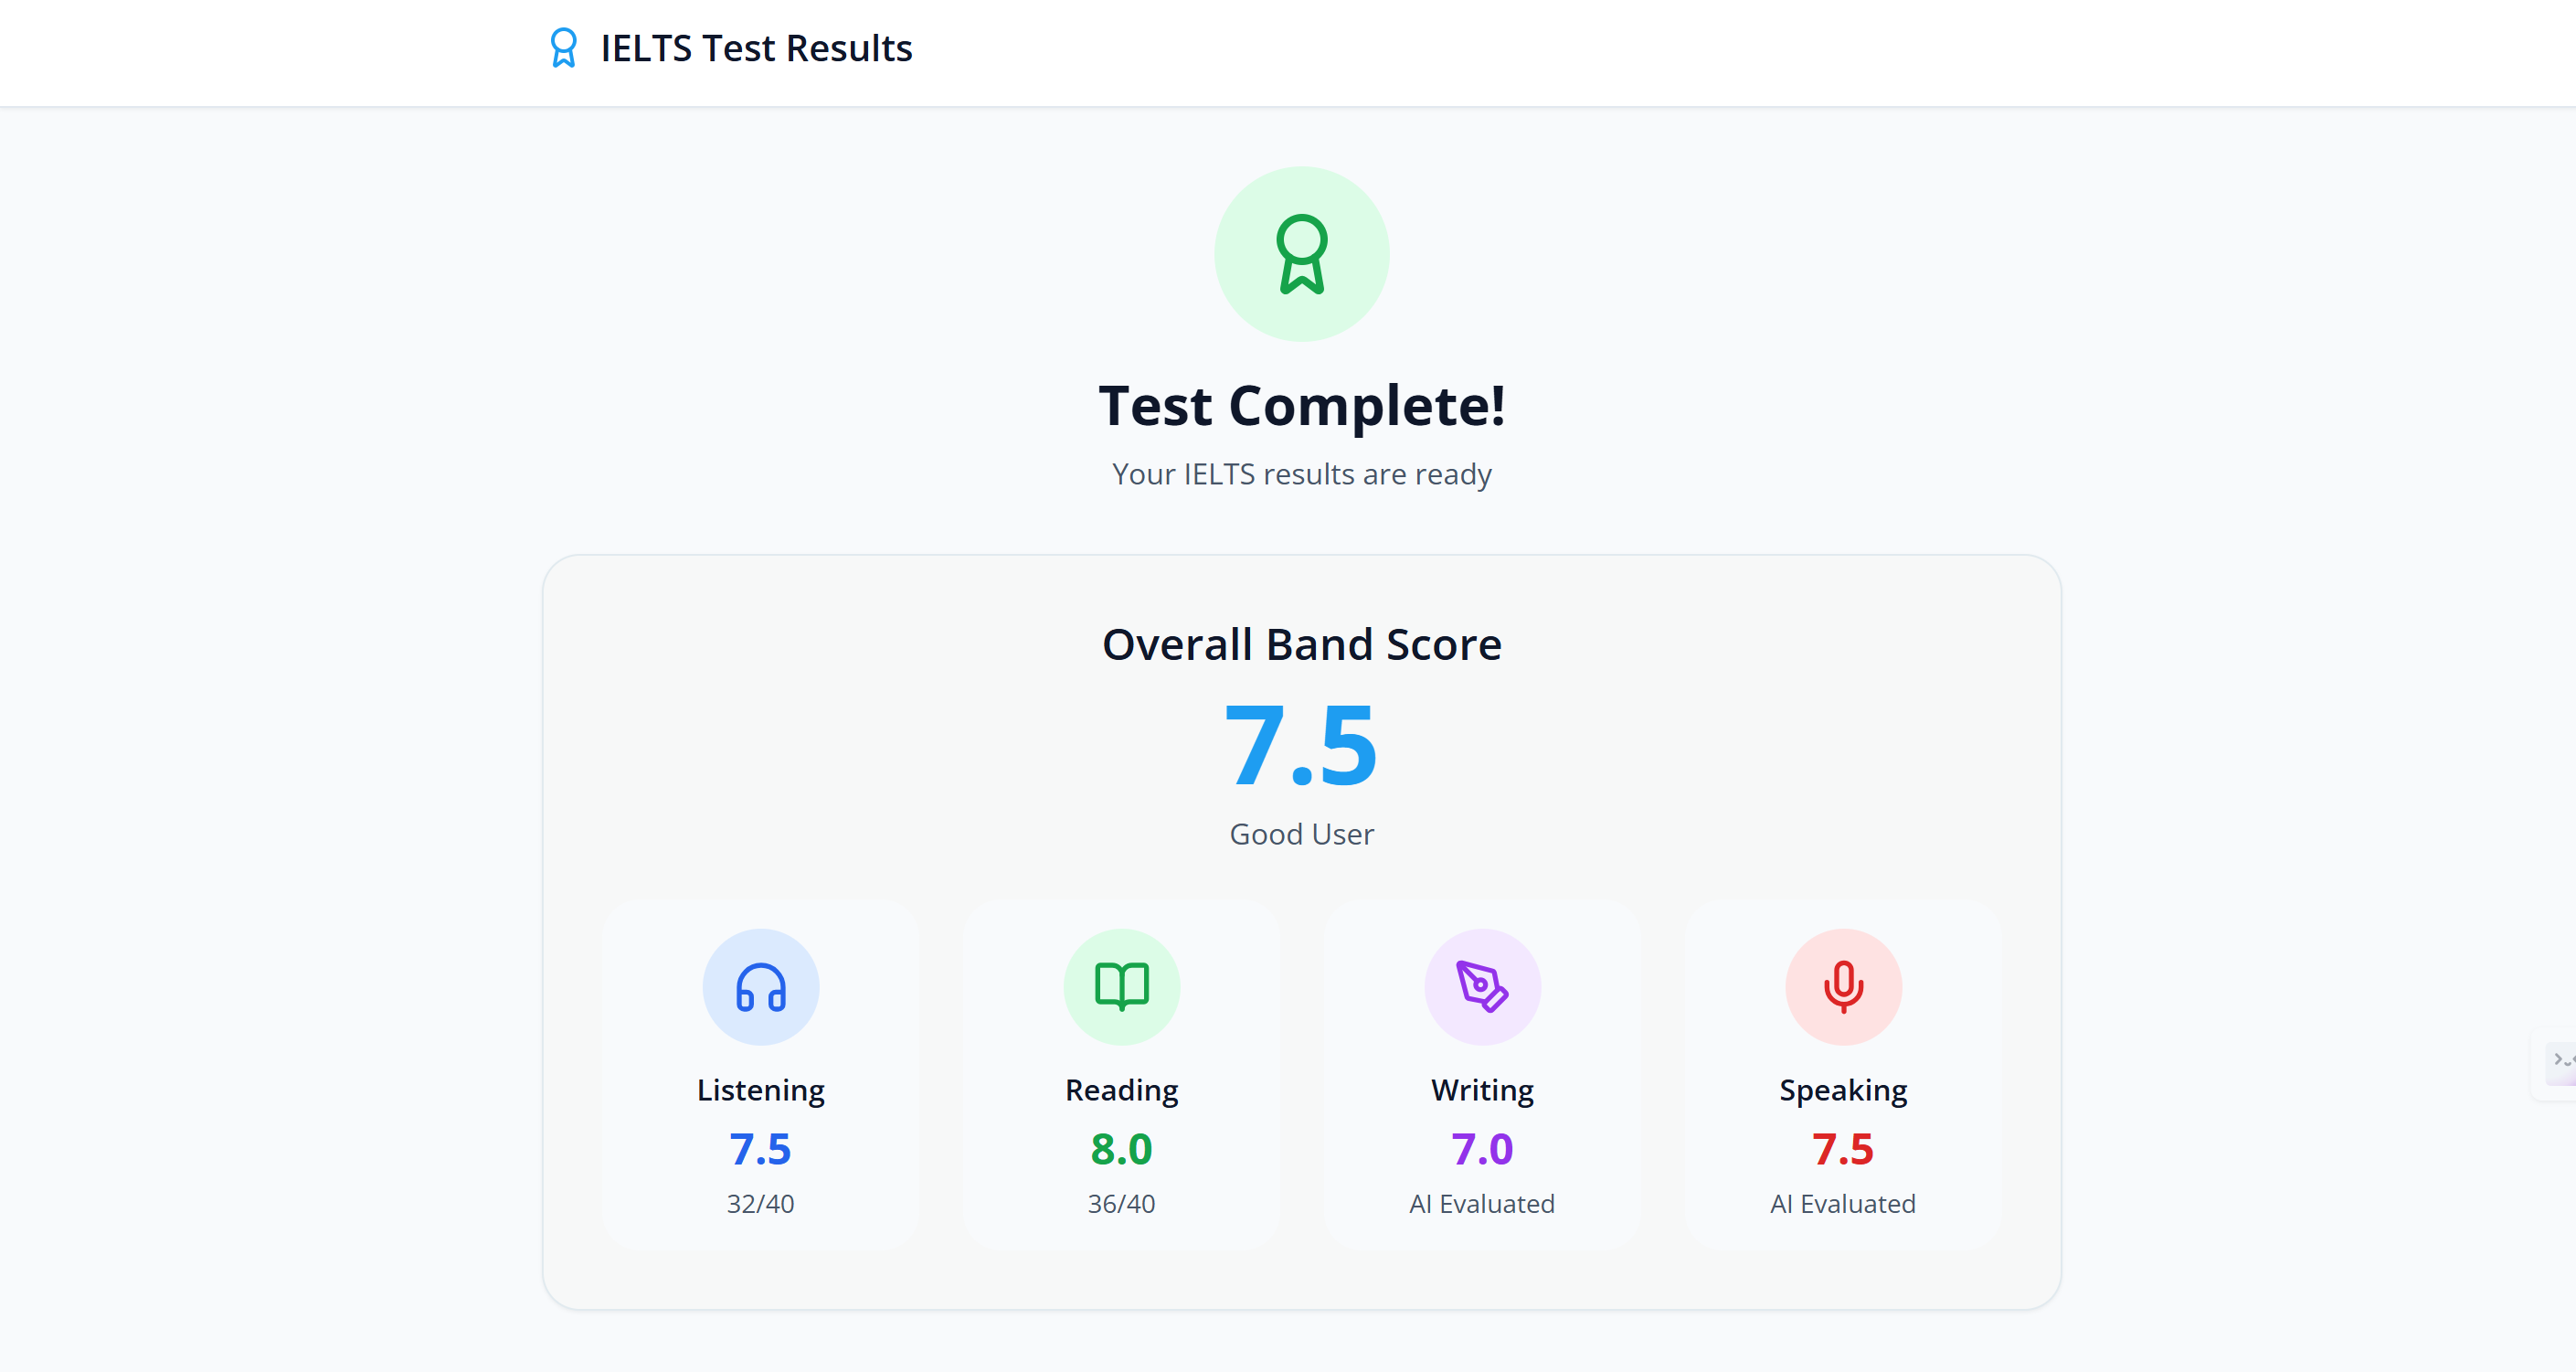 IELTS Test Results
Test Complete!
Your IELTS results are ready
Overall Band Score
7.5
Good User
Listening
7.5
32/40
Reading
8.0
36/40
Writing
7.0
AI Evaluated
Speaking
7.5
AI Evaluated